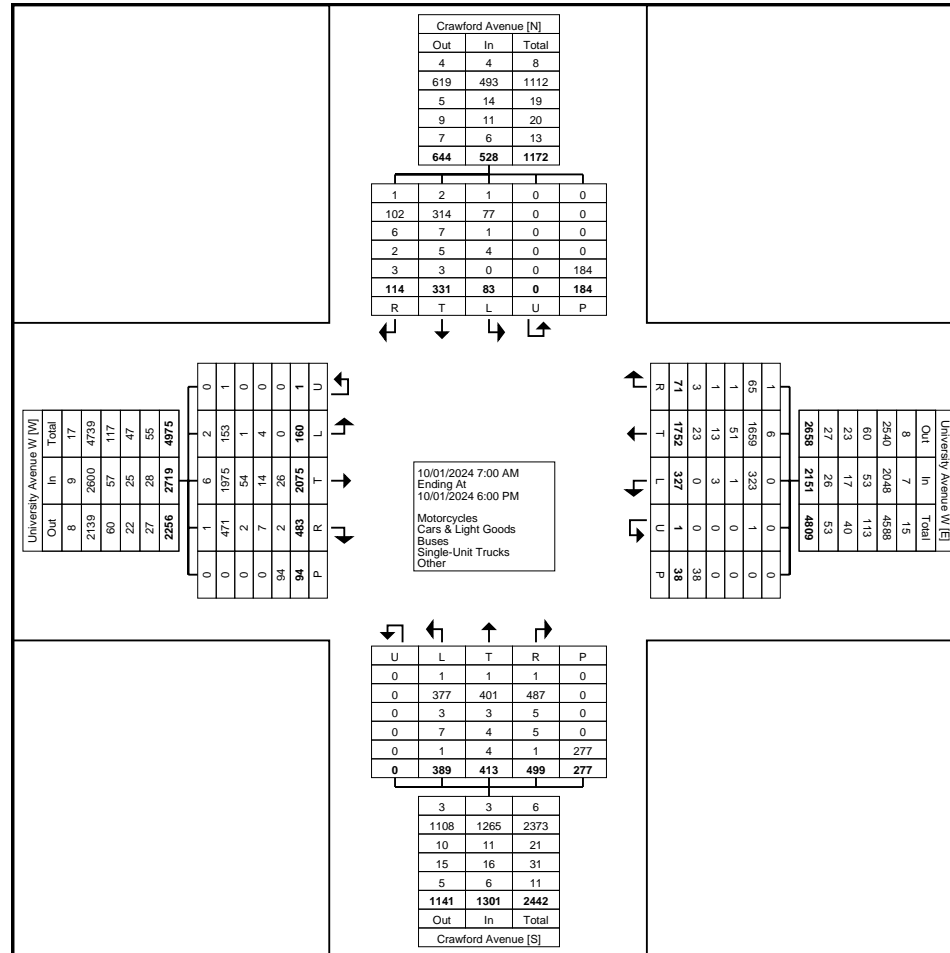 Crawford Avenue [N]
Out In Total
4 4 8
619 493 1112
5 14 19
9 11 20
7 6 13
644 528 1172
1 2 1 0 0
102 314 77 0 0
6 7 1 0 0
2 5 4 0 0
3 3 0 0 184
114 331 83 0 184
R T L U P
University Avenue W [W]
Total In Out
17 9 8
4739 2600 2139
117 57 60
47 25 22
55 28 27
4975 2719 2256
0 2 6 1 0
1 153 1975 471 0
0 1 54 2 0
0 4 14 7 0
0 0 26 2 94
1 160 2075 483 94
U L T R P
10/01/2024 7:00 AM
Ending At
10/01/2024 6:00 PM
Motorcycles
Cars & Light Goods
Buses
Single-Unit Trucks
Other
University Avenue W [E]
Out In Total
8 7 15
2540 2048 4588
60 53 113
23 17 40
27 26 53
2658 2151 4809
1 6 0 0 0
65 1659 323 1 0
1 51 1 0 0
1 13 3 0 0
3 23 0 0 38
71 1752 327 1 38
R T L U P
U L T R P
0 1 1 1 0
0 377 401 487 0
0 3 3 5 0
0 7 4 5 0
0 1 4 1 277
0 389 413 499 277
3 3 6
1108 1265 2373
10 11 21
15 16 31
5 6 11
1141 1301 2442
Out In Total
Crawford Avenue [S]